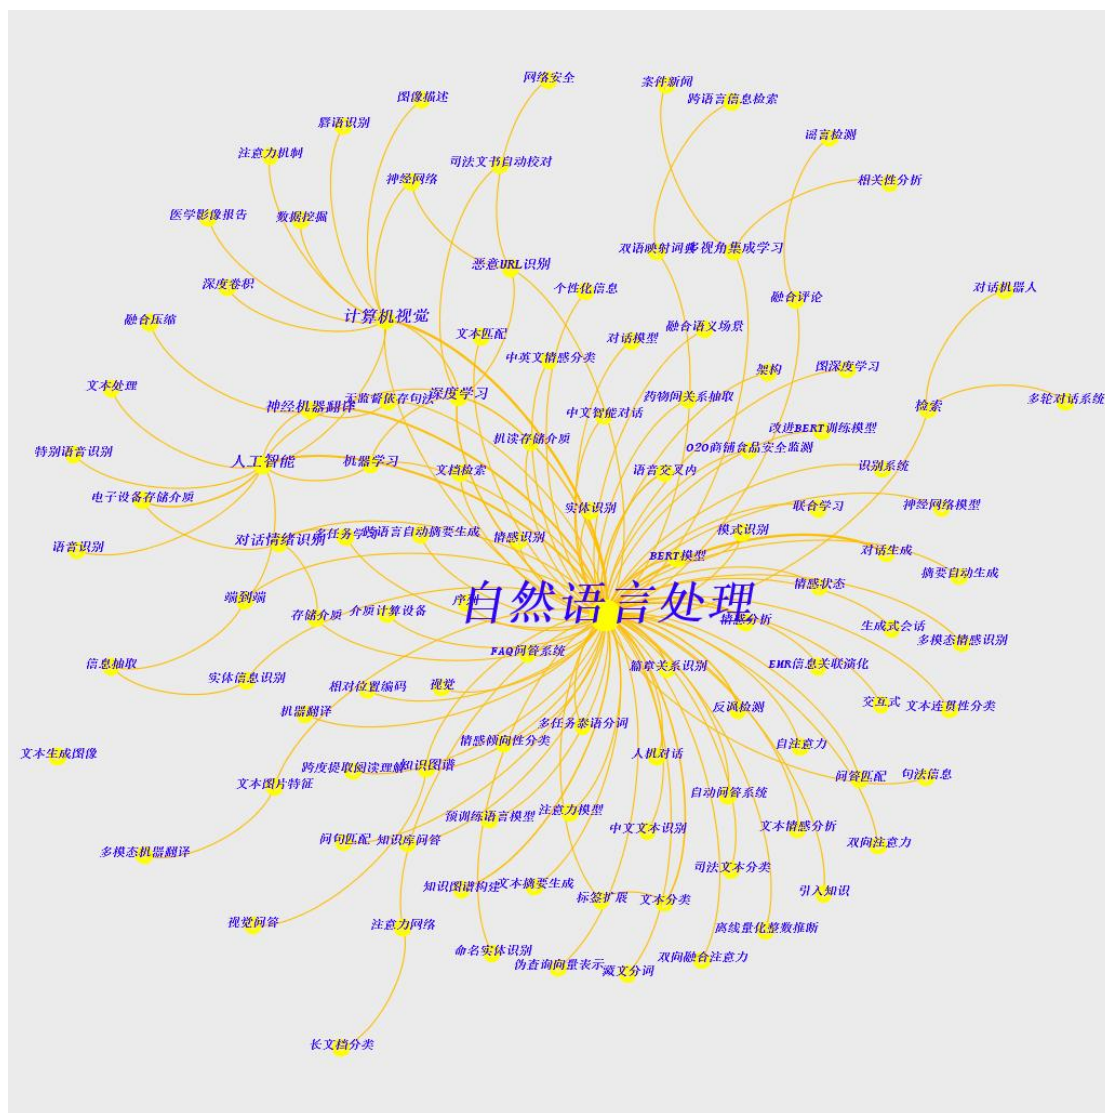 网络安全
案件新闻
图像描述
跨语言信息检索
唇语识别
谣言检测
注意力机制
司法文书自动校对
神经网络
相关性分析
医学影像报告
数据挖掘
双语映射词典
多视角集成学习
恶意URL识别
深度卷积
个性化信息
对话机器人
融合评论
融合压缩
计算机视觉
融合语义场景
文本匹配
对话模型
中英文情感分类
图深度学习
架构
文本处理
无监督依存句法
深度学习
药物间关系抽取
多轮对话系统
神经机器翻译
检索
中文智能对话
改进BERT训练模型
机读存储介质
特别语音识别
O2O商铺食品安全监测
人工智能
机器学习
文档检索
语音交叉内
识别系统
电子设备存储介质
实体识别
联合学习
神经网络模型
模式识别
多任务学习
跨语言自动摘要生成
对话情绪识别
情感识别
语音识别
BERT模型
对话生成
摘要自动生成
情感状态
端到端
序列
自然语言处理
存储介质
介质计算设备
情感分析
生成式会话
多模态情感识别
FAQ问答系统
信息抽取
篇章关系识别
EHR信息关联演化
实体信息识别
相对位置编码
视觉
交互式
文本连贯性分类
机器翻译
反讽检测
多任务泰语分词
情感倾向性分类
自注意力
文本生成图像
人机对话
跨度提取阅读理解
知识图谱
问答匹配
句法信息
文本图片特征
自动问答系统
预训练语言模型
注意力模型
中文文本识别
文本情感分析
问句匹配
知识库问答
双向注意力
多模态机器翻译
司法文本分类
知识图谱构建
文本摘要生成
引入知识
标签扩展
文本分类
视觉问答
注意力网络
离线量化整数推断
命名实体识别
双向融合注意力
伪查询向量表示
藏文分词
长文档分类